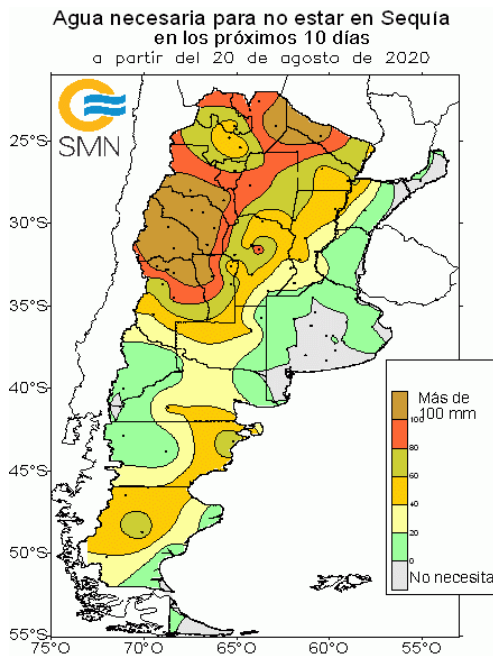 Agua necesaria para no estar en Sequía
en los próximos 10 días
a partir del 20 de agosto de 2020
SMN
25°S
30°S
35°S
40°S
45°S
50°S
55°S
75°O
70°O
65°O
60°O
55°O
Más de
100 mm
100
80
60
40
20
0
No necesita